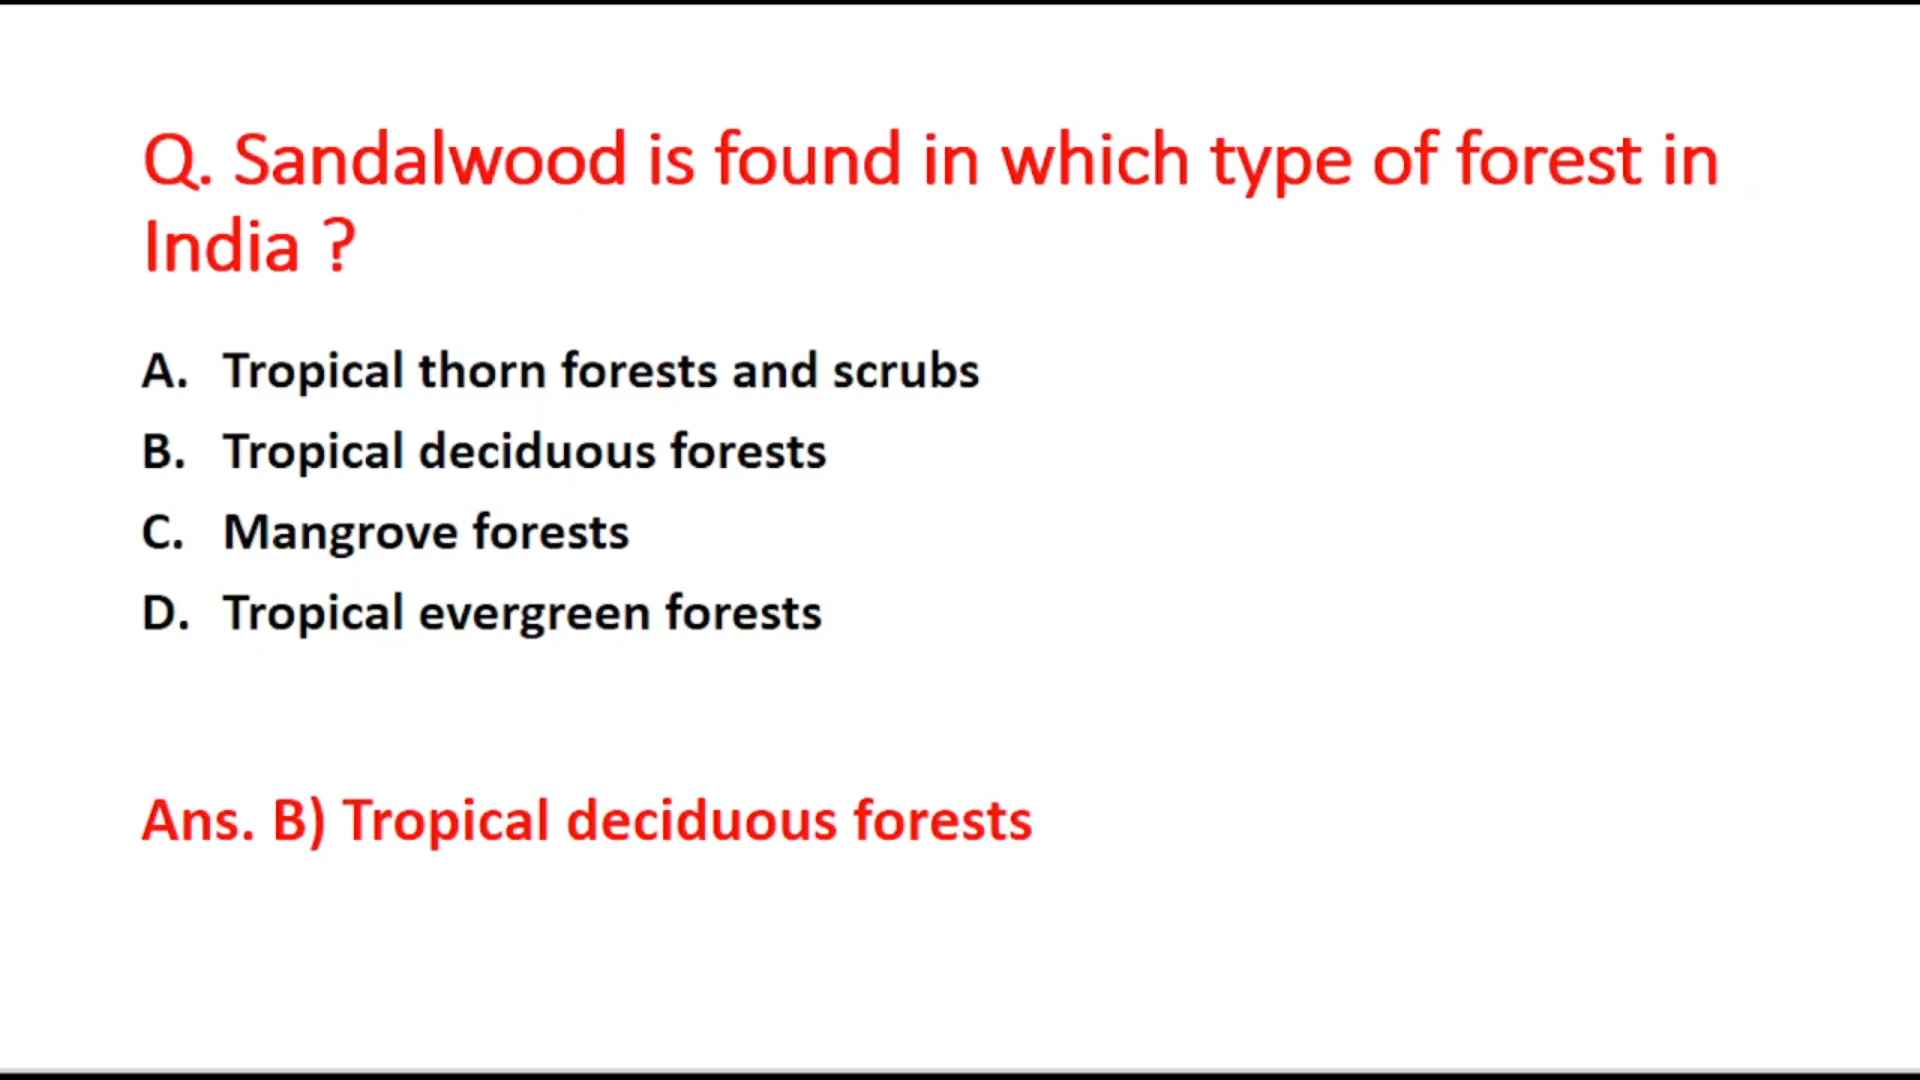 Q. Sandalwood is found in which type of forest in
India ?
A. Tropical thorn forests and scrubs
B. Tropical deciduous forests
C. Mangrove forests
D. Tropical evergreen forests
Ans. B) Tropical deciduous forests